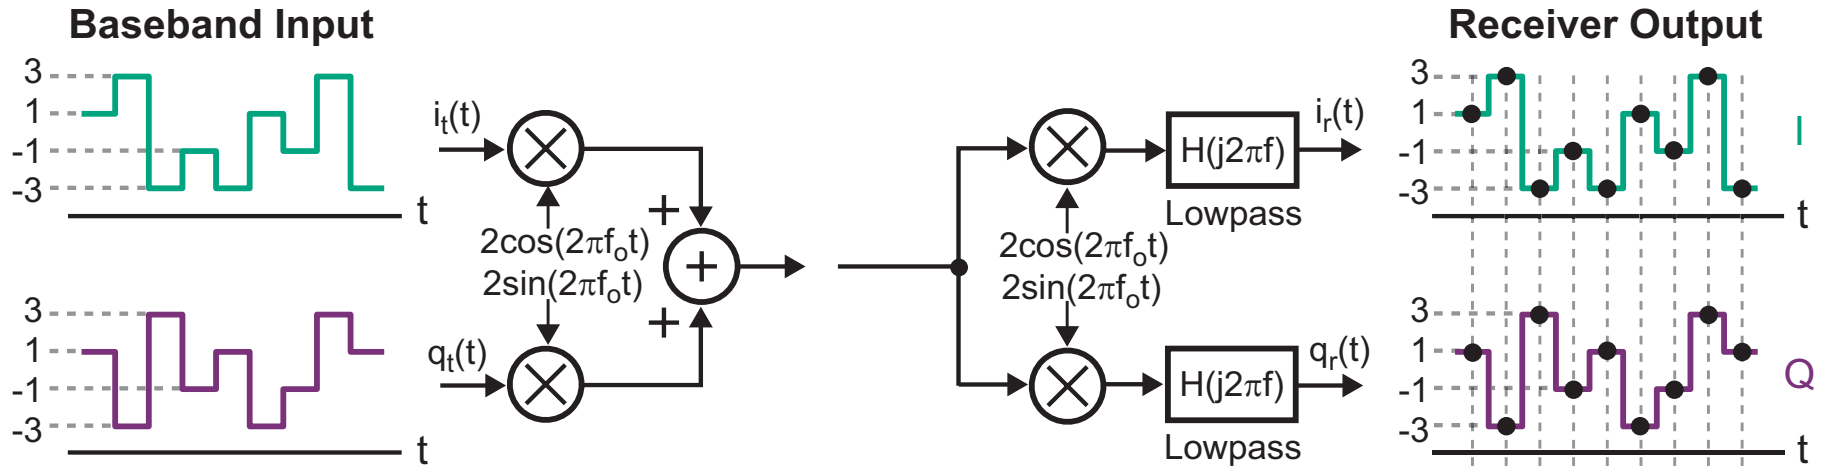 Baseband Input
3
1
-1
-3
t
3
1
-1
-3
t
i_t(t)
q_t(t)
2cos(2πf_ot)
2sin(2πf_ot)
+
+
+
2cos(2πf_ot)
2sin(2πf_ot)
H(j2πf)
Lowpass
H(j2πf)
Lowpass
i_r(t)
q_r(t)
Receiver Output
3
1
-1
-3
I
t
3
1
-1
-3
Q
t